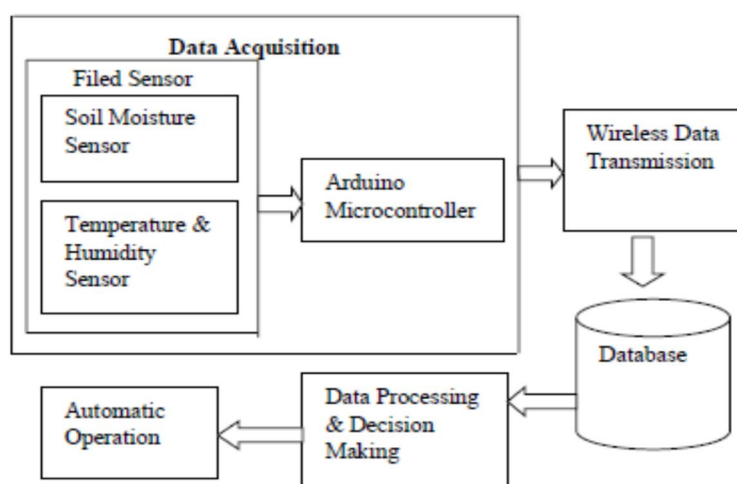 Data Acquisition
Filed Sensor
Soil Moisture
Sensor
Temperature &
Humidity
Sensor
Arduino
Microcontroller
Wireless Data
Transmission
Database
Data Processing
& Decision
Making
Automatic
Operation